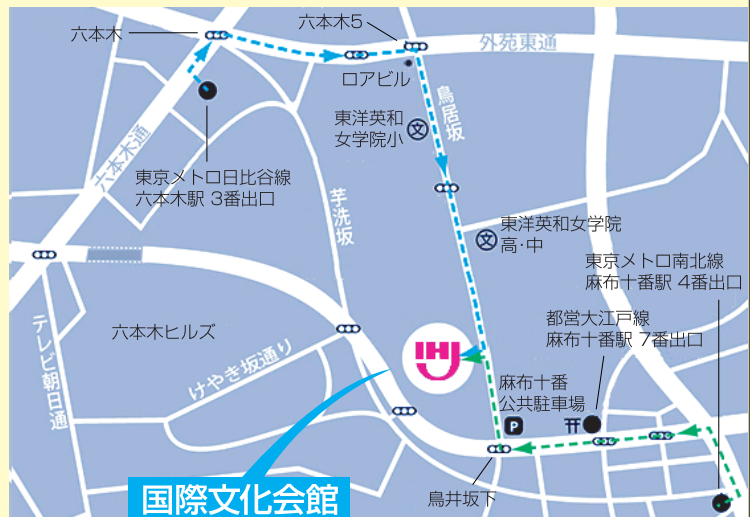 六本木
六本木5
外苑東通
ロアビル
鳥居坂
東洋英和
女学院小
六本木通
東京メトロ日比谷線
六本木駅 3番出口
芋洗坂
東洋英和女学院
高・中
東京メトロ南北線
麻布十番駅 4番出口
都営大江戸線
麻布十番駅 7番出口
六本木ヒルズ
テレビ朝日通
けやき坂通り
IHJ
麻布十番
公共駐車場
P
鳥井坂下
国際文化会館
文
文